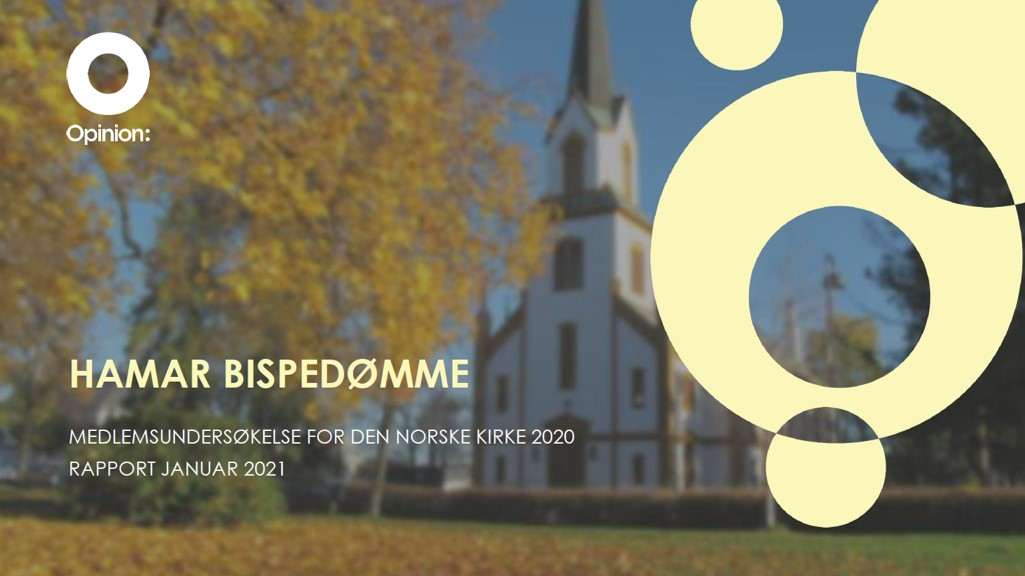 Opinion:
HAMAR BISPEDØMME
MEDLEMSUNDERSØKELSE FOR DEN NORSKE KIRKE 2020
RAPPORT JANUAR 2021